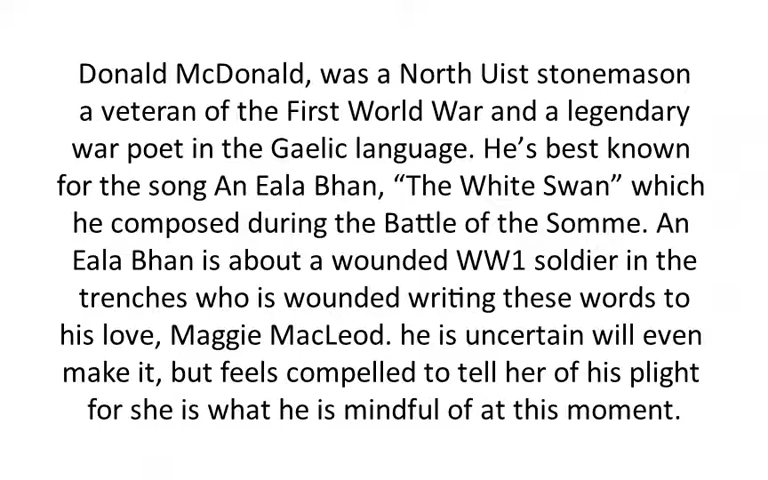 Donald McDonald, was a North Uist stonemason
a veteran of the First World War and a legendary
war poet in the Gaelic language. He’s best known
for the song An Eala Bhan, “The White Swan” which
he composed during the Battle of the Somme. An
Eala Bhan is about a wounded WW1 soldier in the
trenches who is wounded writing these words to
his love, Maggie MacLeod. he is uncertain will even
make it, but feels compelled to tell her of his plight
for she is what he is mindful of at this moment.